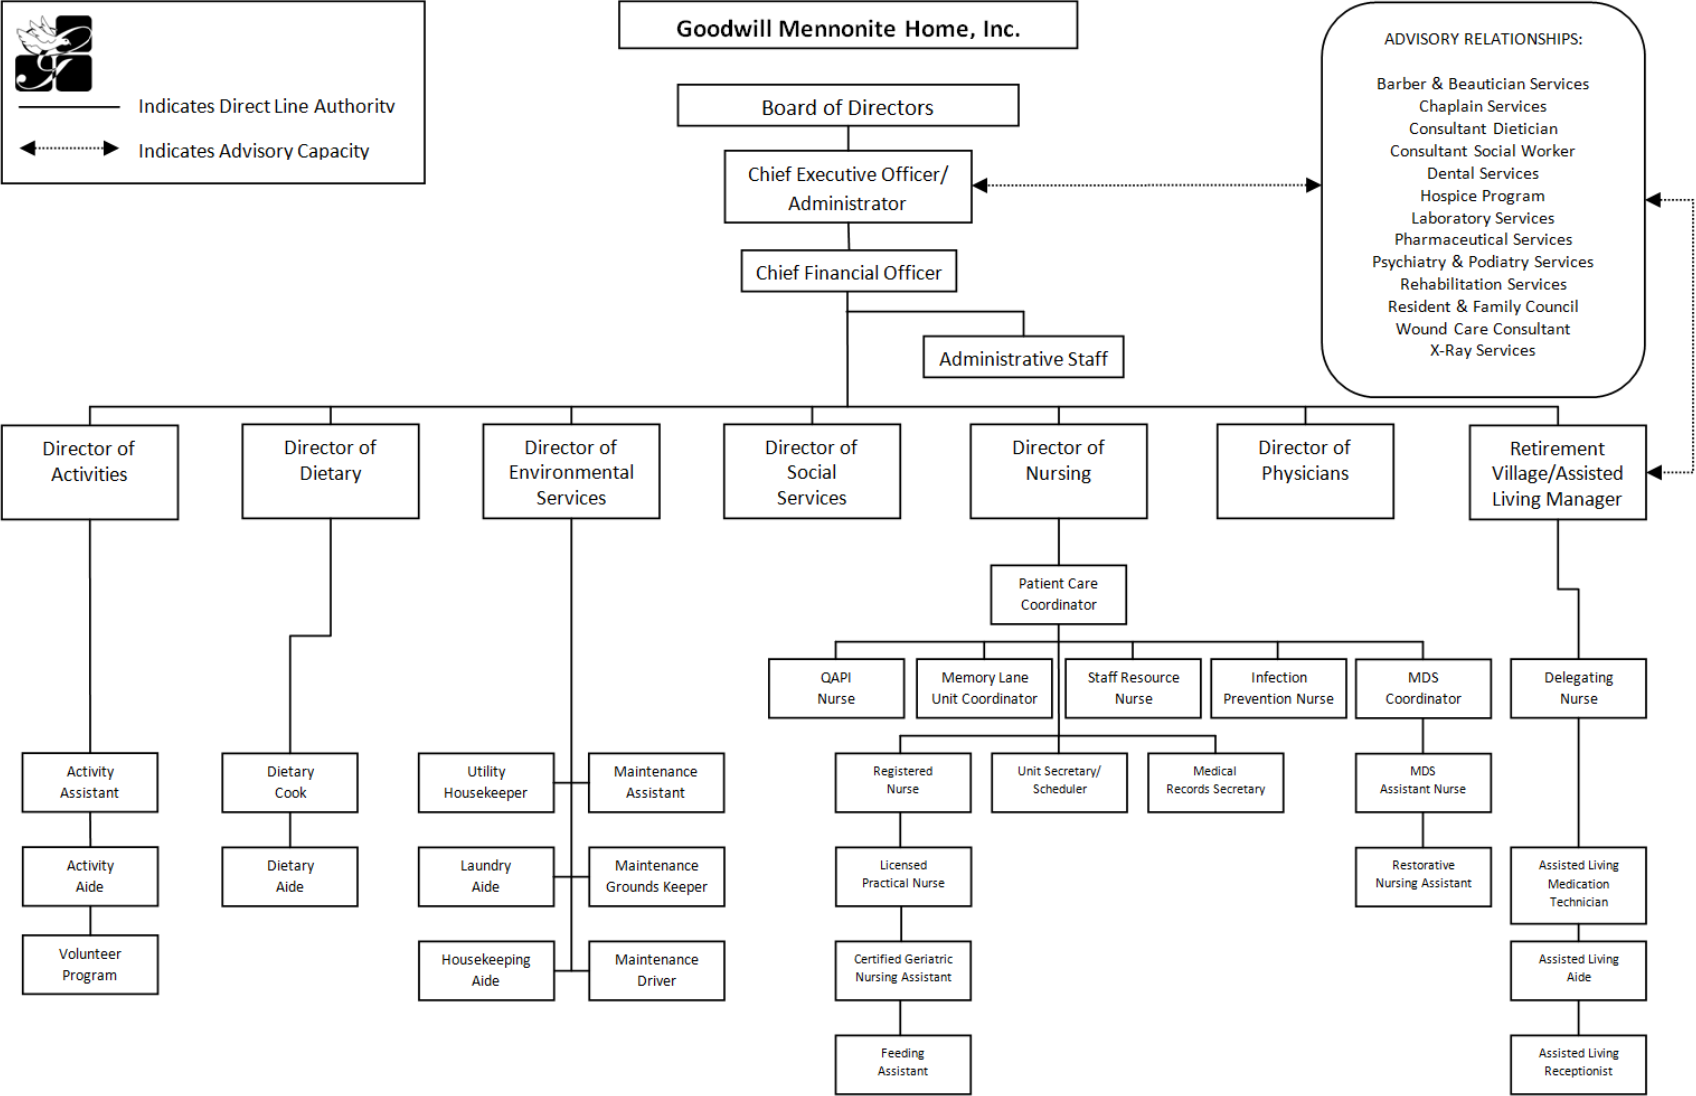 Goodwill Mennonite Home, Inc.
Indicates Direct Line Authority
Indicates Advisory Capacity
ADVISORY RELATIONSHIPS:
Barber & Beautician Services
Chaplain Services
Consultant Dietician
Consultant Social Worker
Dental Services
Hospice Program
Laboratory Services
Pharmaceutical Services
Psychiatry & Podiatry Services
Rehabilitation Services
Resident & Family Council
Wound Care Consultant
X-Ray Services
Board of Directors
Chief Executive Officer/
Administrator
Chief Financial Officer
Administrative Staff
Director of
Activities
Director of
Dietary
Director of
Environmental
Services
Director of
Social
Services
Director of
Nursing
Director of
Physicians
Retirement
Village/Assisted
Living Manager
Patient Care
Coordinator
QAPI
Nurse
Memory Lane
Unit Coordinator
Staff Resource
Nurse
Infection
Prevention Nurse
MDS
Coordinator
Delegating
Nurse
Activity
Assistant
Dietary
Cook
Utility
Housekeeper
Maintenance
Assistant
Registered
Nurse
Unit Secretary/
Scheduler
Medical
Records Secretary
MDS
Assistant Nurse
Activity
Aide
Dietary
Aide
Laundry
Aide
Maintenance
Grounds Keeper
Licensed
Practical Nurse
Restorative
Nursing Assistant
Assisted Living
Medication
Technician
Volunteer
Program
Housekeeping
Aide
Maintenance
Driver
Certified Geriatric
Nursing Assistant
Assisted Living
Aide
Feeding
Assistant
Assisted Living
Receptionist